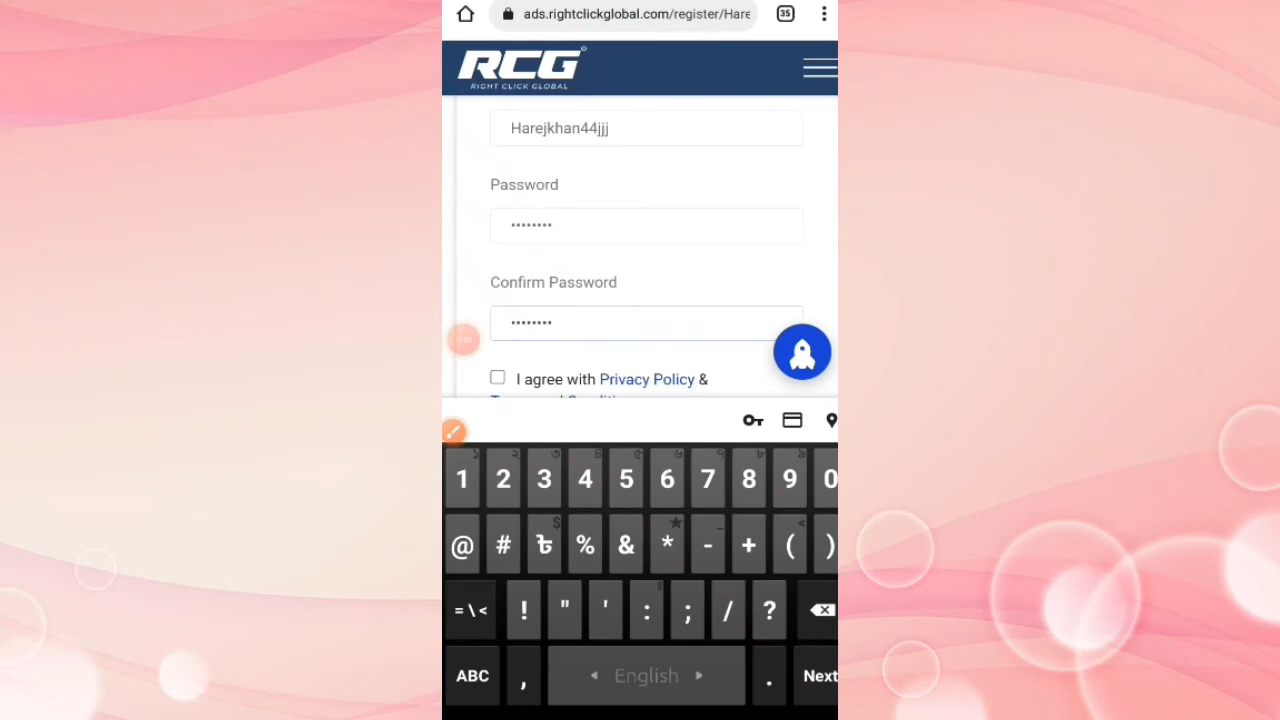 ads.rightclickglobal.com/register/Hare
35
RCG
RIGHT CLICK GLOBAL
Harejkhan44jjj
Password
••••••••
Confirm Password
••••••••
I agree with Privacy Policy &
1 2 3 4 5 6 7 8 9 0
@ # ৳ % & * - + ( )
= \ < ! " ' : ; / ?
ABC , English . Next